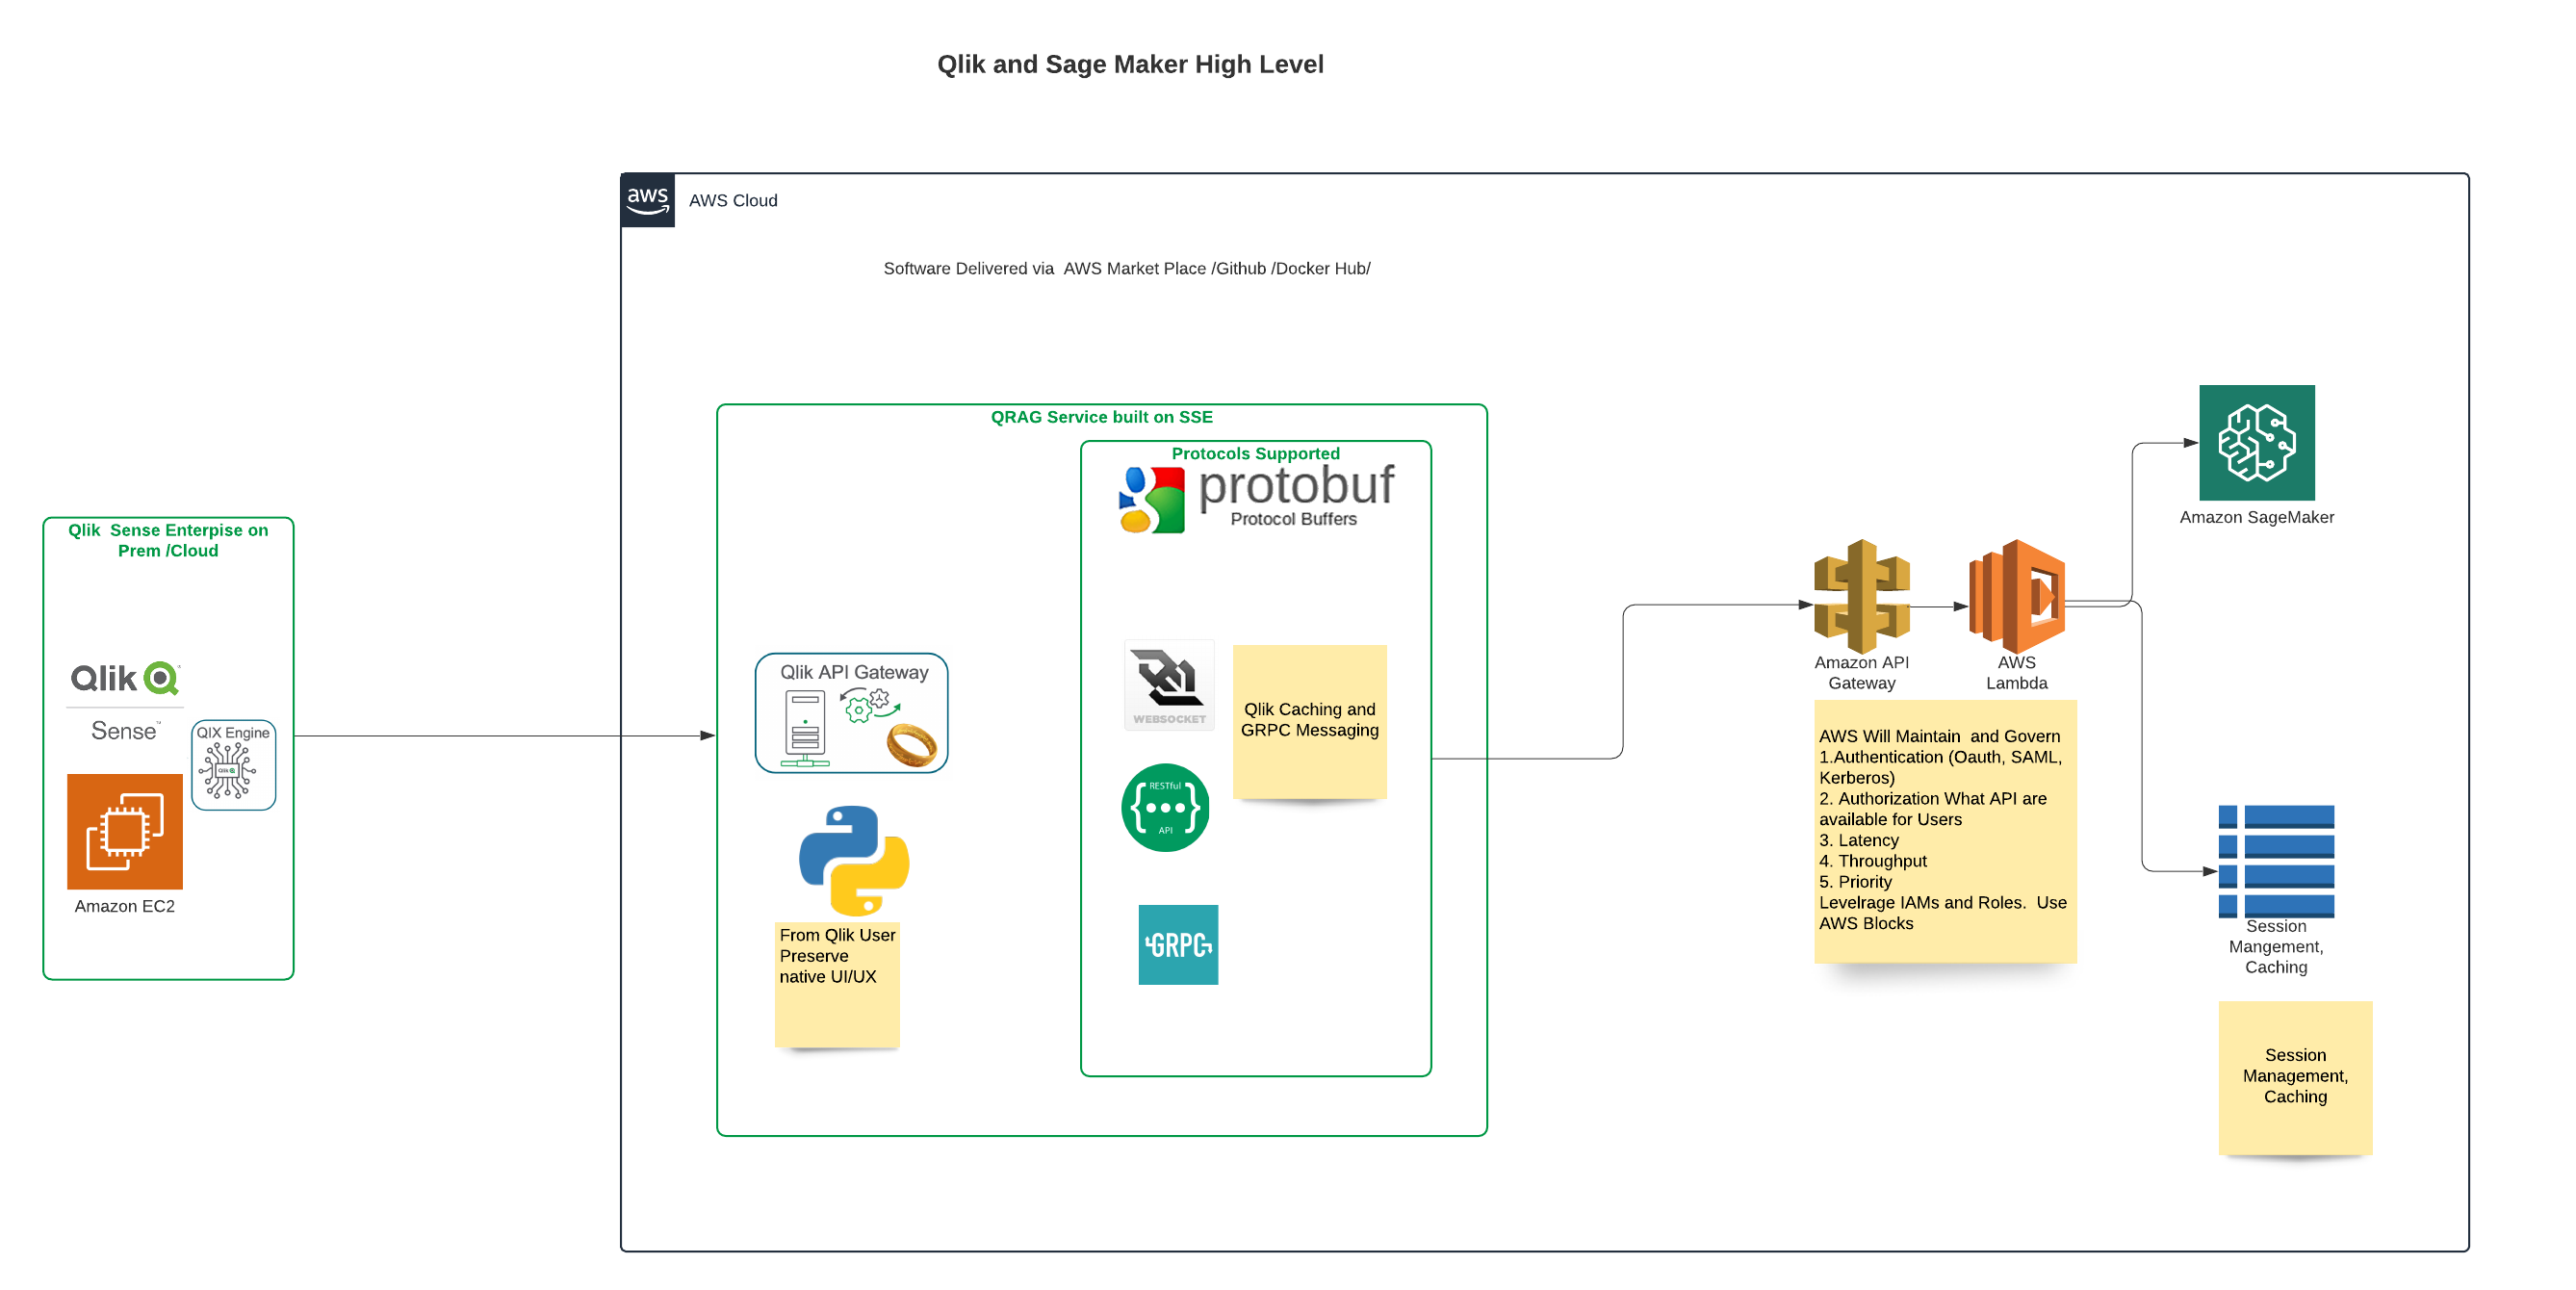 Qlik and Sage Maker High Level
aws
AWS Cloud
Software Delivered via  AWS Market Place /Github /Docker Hub/
Qlik  Sense Enterpise on
Prem /Cloud
Qlik
Sense™
QIX Engine
Qlik
Amazon EC2
QRAG Service built on SSE
Qlik API Gateway
From Qlik User
Preserve
native UI/UX
Protocols Supported
protobuf
Protocol Buffers
WEBSOCKET
Qlik Caching and
GRPC Messaging
RESTful
{•••}
API
GRPC
Amazon API
Gateway
AWS
Lambda
AWS Will Maintain  and Govern
1.Authentication (Oauth, SAML,
Kerberos)
2. Authorization What API are
available for Users
3. Latency
4. Throughput
5. Priority
Levelrage IAMs and Roles.  Use
AWS Blocks
Amazon SageMaker
Session
Mangement,
Caching
Session
Management,
Caching